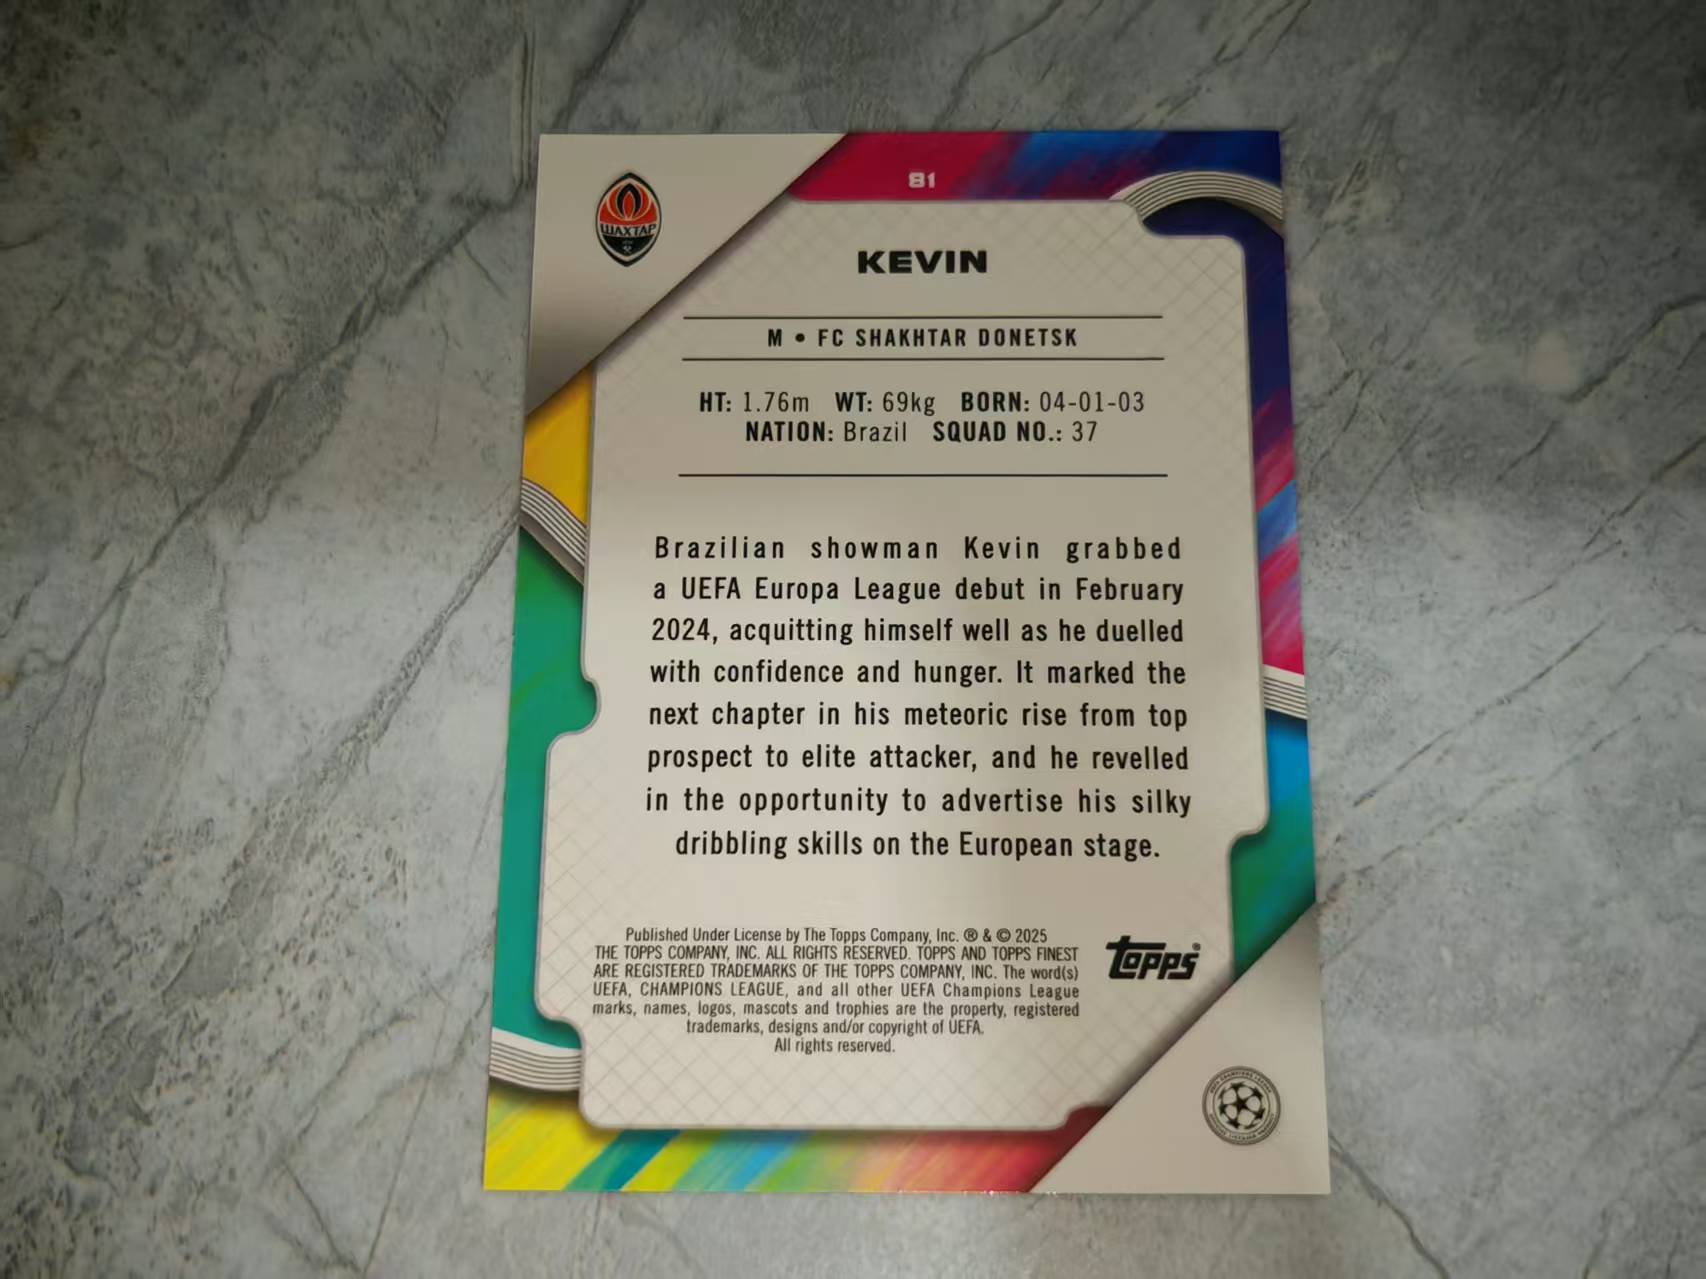 81
ШАХТАР
KEVIN
M • FC SHAKHTAR DONETSK
HT: 1.76m WT: 69kg BORN: 04-01-03
NATION: Brazil SQUAD NO.: 37
Brazilian showman Kevin grabbed
a UEFA Europa League debut in February
2024, acquitting himself well as he duelled
with confidence and hunger. It marked the
next chapter in his meteoric rise from top
prospect to elite attacker, and he revelled
in the opportunity to advertise his silky
dribbling skills on the European stage.
Published Under License by The Topps Company, Inc. ® & © 2025
THE TOPPS COMPANY, INC. ALL RIGHTS RESERVED. TOPPS AND TOPPS FINEST
ARE REGISTERED TRADEMARKS OF THE TOPPS COMPANY, INC. The word(s)
UEFA, CHAMPIONS LEAGUE, and all other UEFA Champions League
marks, names, logos, mascots and trophies are the property, registered
trademarks, designs and/or copyright of UEFA.
All rights reserved.
Topps®